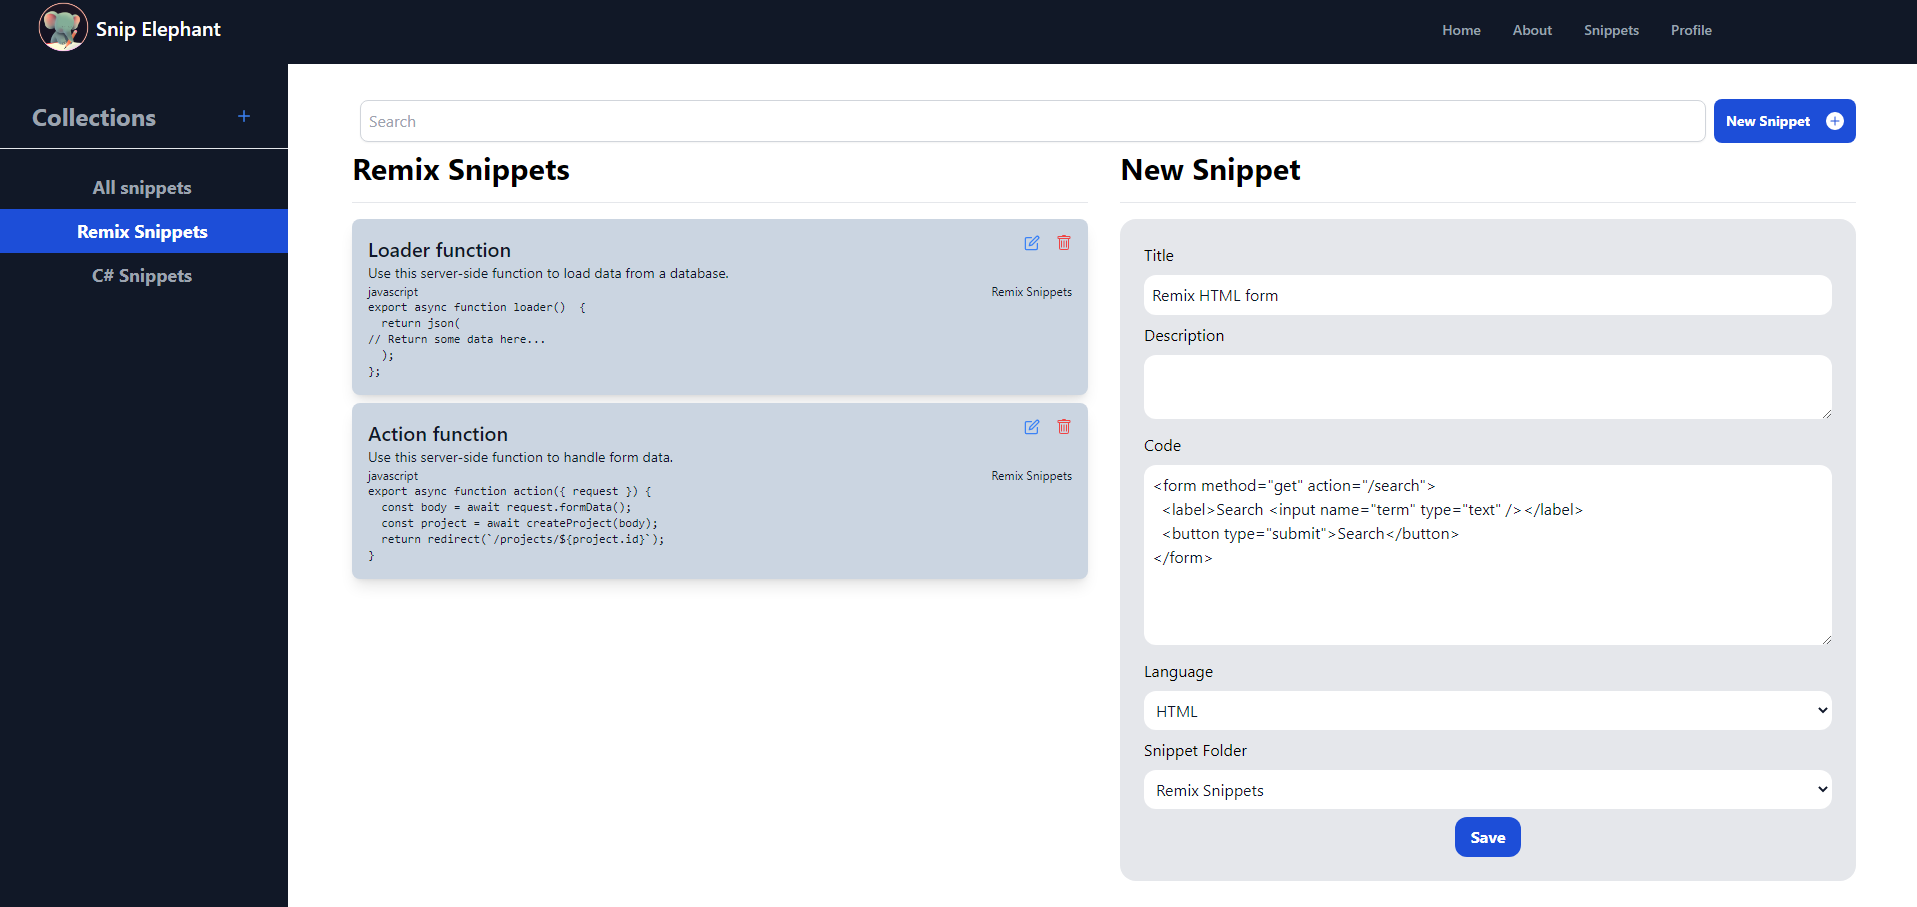 Snip Elephant
Home About Snippets Profile
Collections +
All snippets
Remix Snippets
C# Snippets
Search
New Snippet
Remix Snippets
Loader function
Use this server-side function to load data from a database.
javascript Remix Snippets
export async function loader()  {
  return json(
// Return some data here...
  );
};
Action function
Use this server-side function to handle form data.
javascript Remix Snippets
export async function action({ request }) {
  const body = await request.formData();
  const project = await createProject(body);
  return redirect(`/projects/${project.id}`);
}
New Snippet
Title
Remix HTML form
Description
Code
<form method="get" action="/search">
  <label>Search <input name="term" type="text" /></label>
  <button type="submit">Search</button>
</form>
Language
HTML
Snippet Folder
Remix Snippets
Save